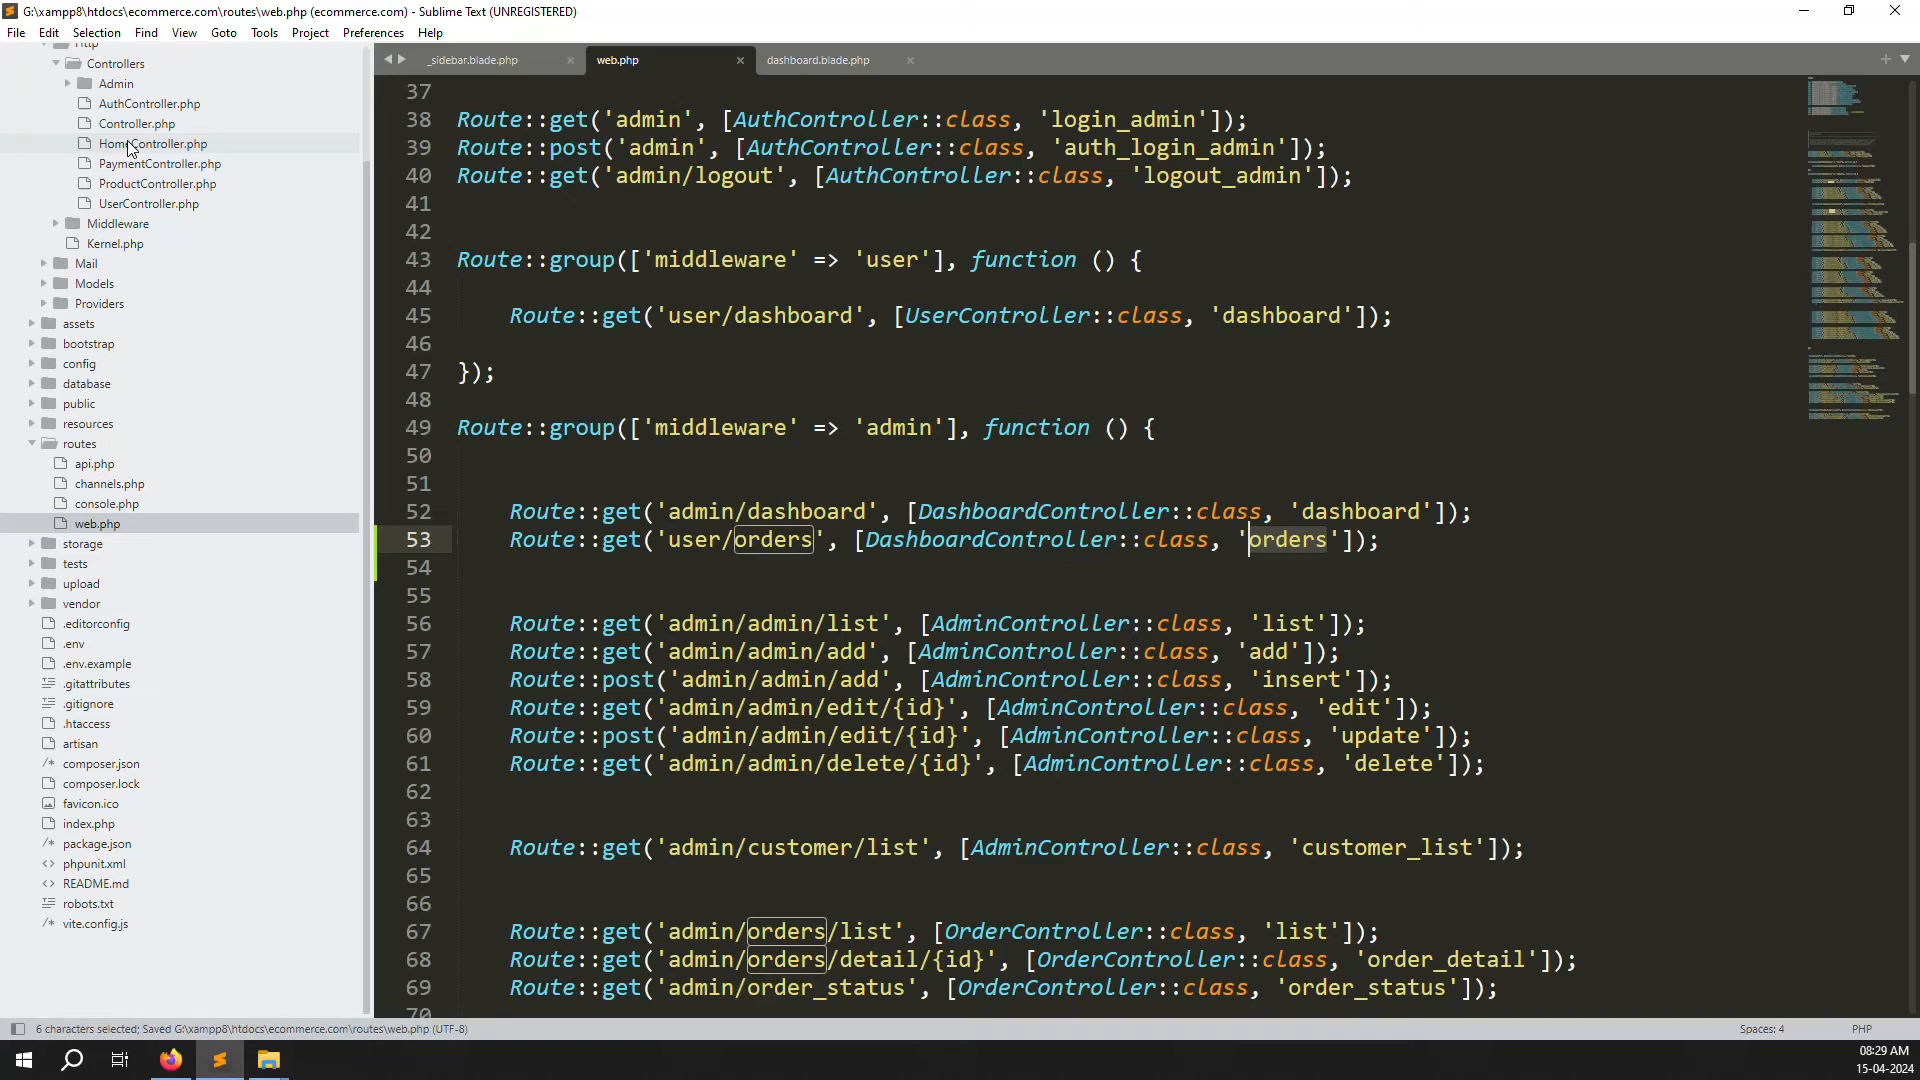 G:\xampp8\htdocs\ecommerce.com\routes\web.php (ecommerce.com) - Sublime Text (UNREGISTERED)
File Edit Selection Find View Goto Tools Project Preferences Help
Http
Controllers
Admin
AuthController.php
Controller.php
HomeController.php
PaymentController.php
ProductController.php
UserController.php
Middleware
Kernel.php
Mail
Models
Providers
assets
bootstrap
config
database
public
resources
routes
api.php
channels.php
console.php
web.php
storage
tests
upload
vendor
.editorconfig
.env
.env.example
.gitattributes
.gitignore
.htaccess
artisan
composer.json
composer.lock
favicon.ico
index.php
package.json
phpunit.xml
README.md
robots.txt
vite.config.js
_sidebar.blade.php web.php dashboard.blade.php
37
38 Route::get('admin', [AuthController::class, 'login_admin']);
39 Route::post('admin', [AuthController::class, 'auth_login_admin']);
40 Route::get('admin/logout', [AuthController::class, 'logout_admin']);
41
42
43 Route::group(['middleware' => 'user'], function () {
44
45 Route::get('user/dashboard', [UserController::class, 'dashboard']);
46
47 });
48
49 Route::group(['middleware' => 'admin'], function () {
50
51
52 Route::get('admin/dashboard', [DashboardController::class, 'dashboard']);
53 Route::get('user/orders', [DashboardController::class, 'orders']);
54
55
56 Route::get('admin/admin/list', [AdminController::class, 'list']);
57 Route::get('admin/admin/add', [AdminController::class, 'add']);
58 Route::post('admin/admin/add', [AdminController::class, 'insert']);
59 Route::get('admin/admin/edit/{id}', [AdminController::class, 'edit']);
60 Route::post('admin/admin/edit/{id}', [AdminController::class, 'update']);
61 Route::get('admin/admin/delete/{id}', [AdminController::class, 'delete']);
62
63
64 Route::get('admin/customer/list', [AdminController::class, 'customer_list']);
65
66
67 Route::get('admin/orders/list', [OrderController::class, 'list']);
68 Route::get('admin/orders/detail/{id}', [OrderController::class, 'order_detail']);
69 Route::get('admin/order_status', [OrderController::class, 'order_status']);
70
6 characters selected; Saved G:\xampp8\htdocs\ecommerce.com\routes\web.php (UTF-8) Spaces: 4 PHP
08:29 AM
15-04-2024